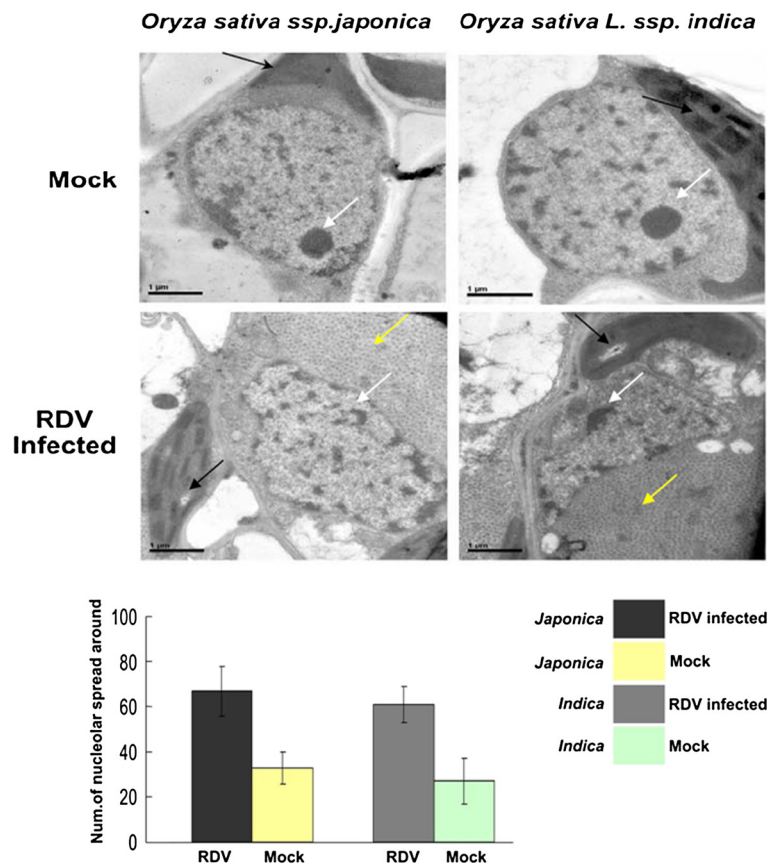 Oryza sativa ssp.japonica
Oryza sativa L. ssp. indica
Mock
1 μm
1 μm
RDV
Infected
1 μm
1 μm
Num.of nucleolar spread around
100
80
60
40
20
0
RDV
Mock
RDV
Mock
Japonica RDV infected
Japonica Mock
Indica RDV infected
Indica Mock